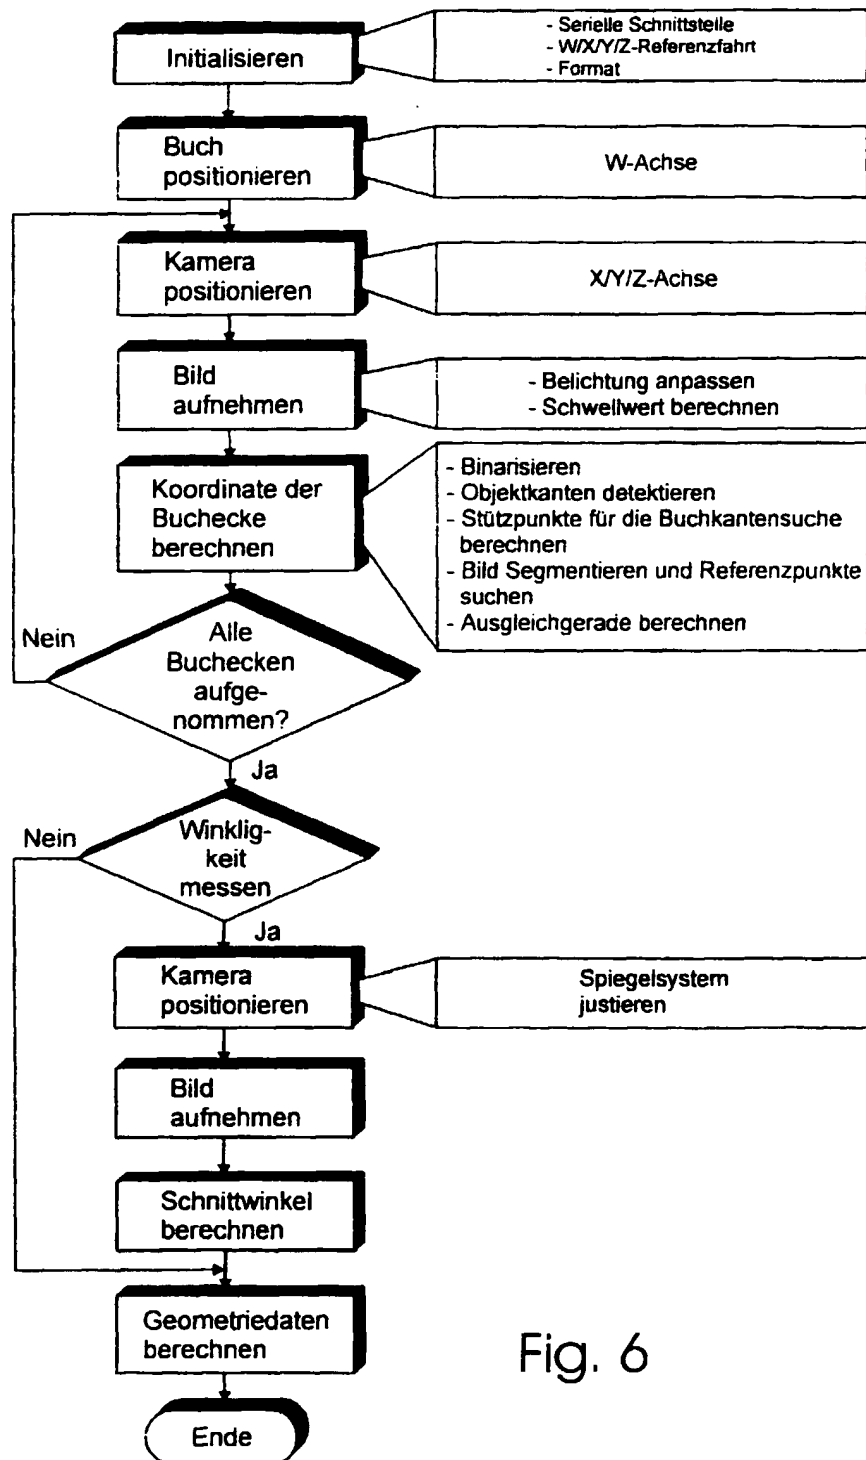 Initialisieren
- Serielle Schnittstelle
- W/X/Y/Z-Referenzfahrt
- Format
Buch
positionieren
W-Achse
Kamera
positionieren
X/Y/Z-Achse
Bild
aufnehmen
- Belichtung anpassen
- Schwellwert berechnen
Koordinate der
Buchecke
berechnen
- Binarisieren
- Objektkanten detektieren
- Stützpunkte für die Buchkantensuche
berechnen
- Bild Segmentieren und Referenzpunkte
suchen
- Ausgleichgerade berechnen
Nein
Alle
Buchecken
aufge-
nommen?
Ja
Nein
Winklig-
keit
messen
Ja
Kamera
positionieren
Spiegelsystem
justieren
Bild
aufnehmen
Schnittwinkel
berechnen
Geometriedaten
berechnen
Ende
Fig. 6